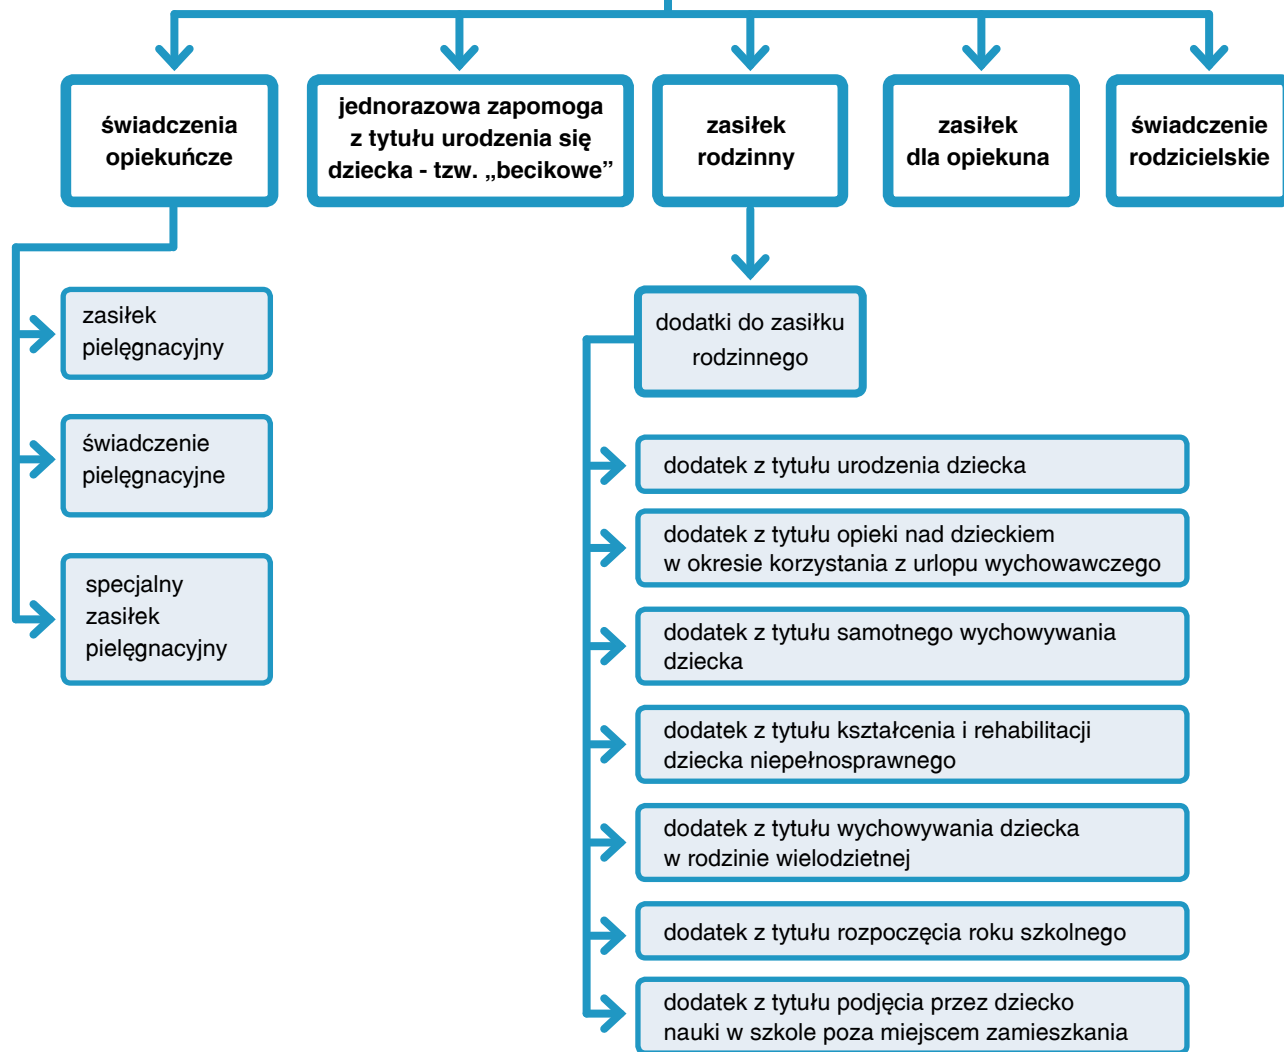 świadczenia
opiekuńcze
jednorazowa zapomoga
z tytułu urodzenia się
dziecka - tzw. „becikowe”
zasiłek
rodzinny
zasiłek
dla opiekuna
świadczenie
rodzicielskie
zasiłek
pielęgnacyjny
świadczenie
pielęgnacyjne
specjalny
zasiłek
pielęgnacyjny
dodatki do zasiłku
rodzinnego
dodatek z tytułu urodzenia dziecka
dodatek z tytułu opieki nad dzieckiem
w okresie korzystania z urlopu wychowawczego
dodatek z tytułu samotnego wychowywania
dziecka
dodatek z tytułu kształcenia i rehabilitacji
dziecka niepełnosprawnego
dodatek z tytułu wychowywania dziecka
w rodzinie wielodzietnej
dodatek z tytułu rozpoczęcia roku szkolnego
dodatek z tytułu podjęcia przez dziecko
nauki w szkole poza miejscem zamieszkania